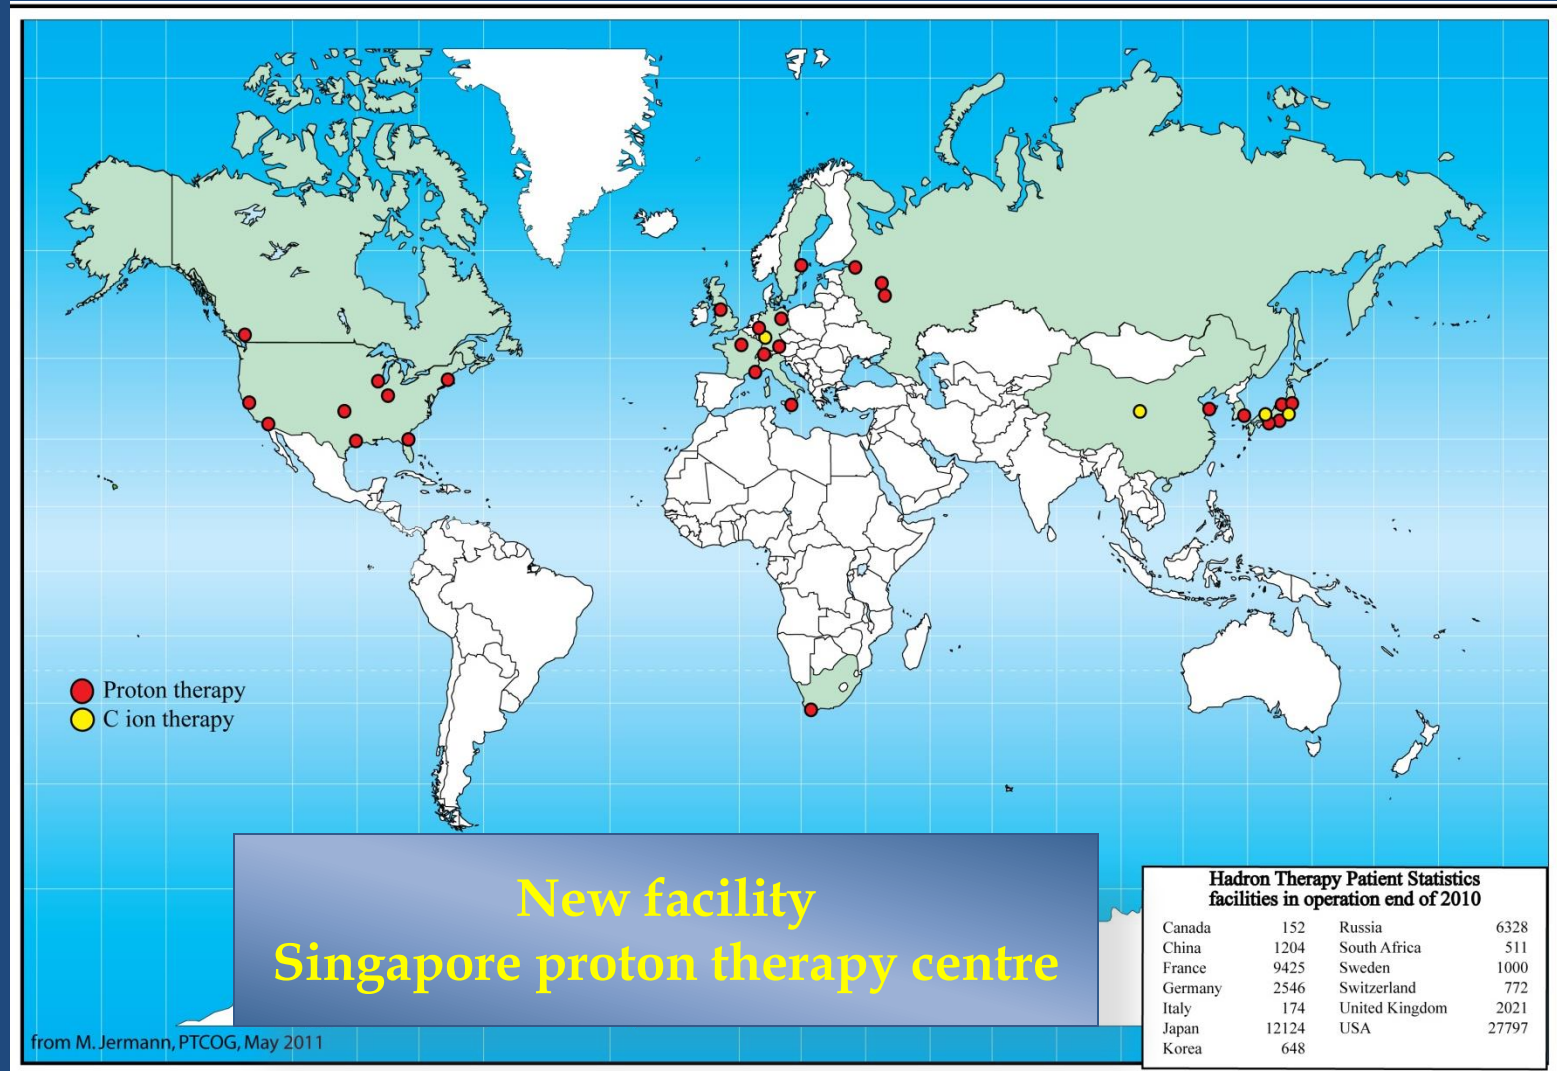 Proton therapy
C ion therapy
New facility
Singapore proton therapy centre
from M. Jermann, PTCOG, May 2011
Hadron Therapy Patient Statistics
facilities in operation end of 2010
Canada 152 Russia 6328
China 1204 South Africa 511
France 9425 Sweden 1000
Germany 2546 Switzerland 772
Italy 174 United Kingdom 2021
Japan 12124 USA 27797
Korea 648